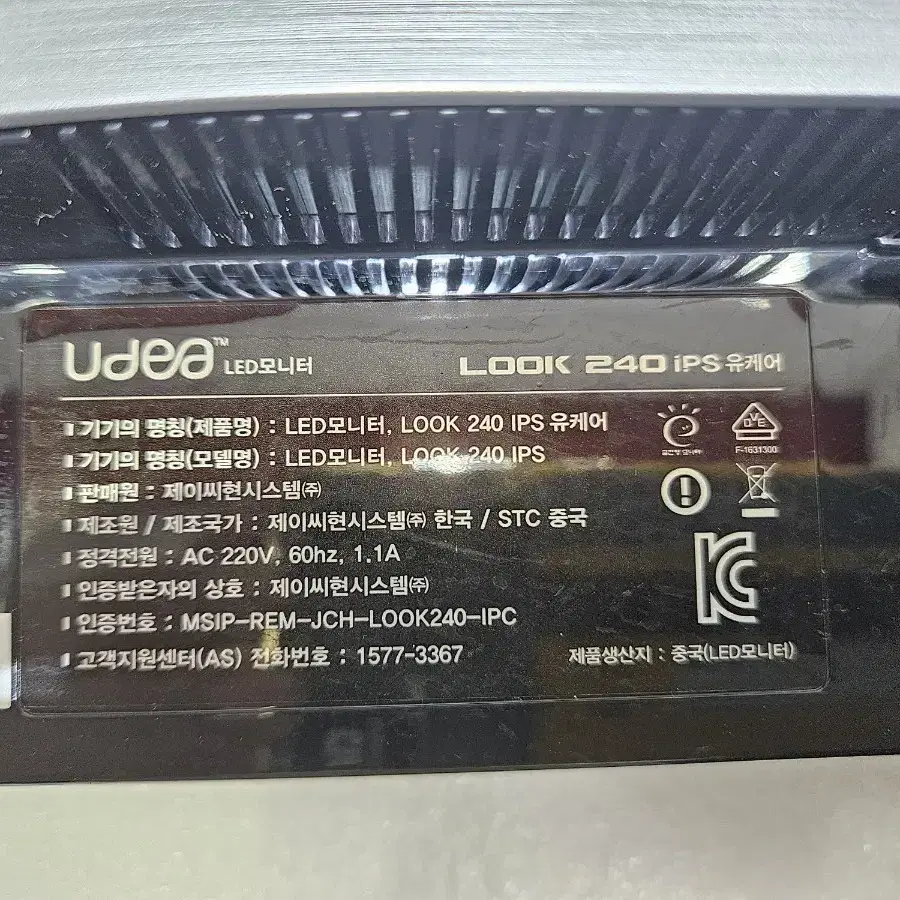 udea™ LED모니터
LOOK 240 iPS 유케어
기기의 명칭(제품명) : LED모니터, LOOK 240 IPS 유케어
기기의 명칭(모델명) : LED모니터, LOOK 240 IPS
판매원 : 제이씨현시스템㈜
제조원 / 제조국가 : 제이씨현시스템㈜ 한국 / STC 중국
정격전원 : AC 220V, 60hz, 1.1A
인증받은자의 상호 : 제이씨현시스템㈜
인증번호 : MSIP-REM-JCH-LOOK240-IPC
고객지원센터(AS) 전화번호 : 1577-3367
DVE
F-1631300
제품생산지 : 중국(LED모니터)